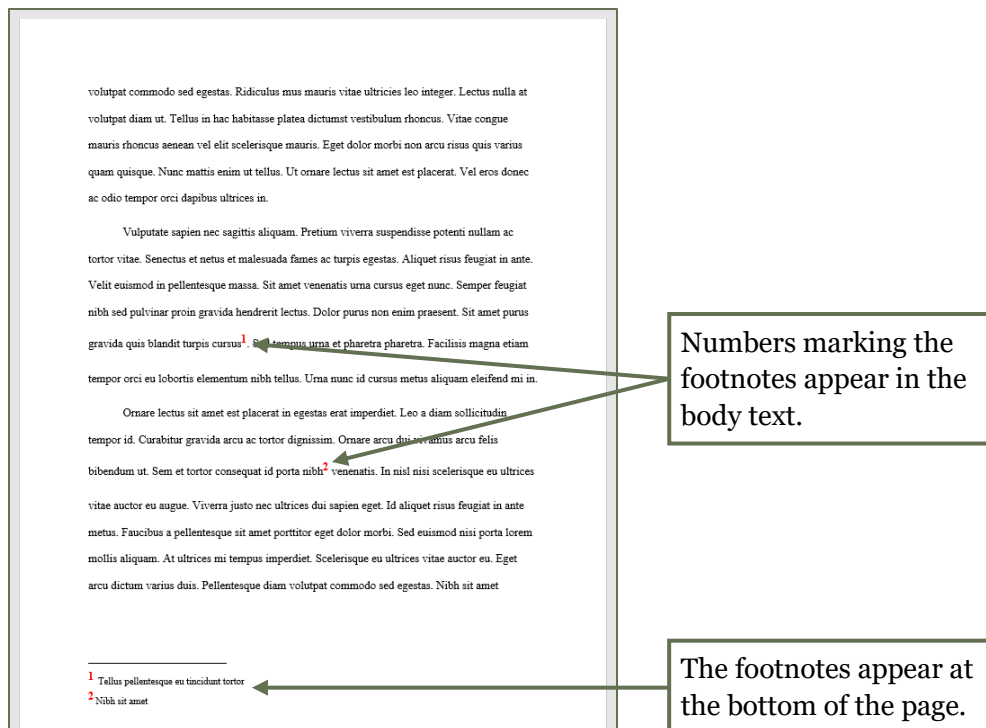 volutpat commodo sed egestas. Ridiculus mus mauris vitae ultricies leo integer. Lectus nulla at
volutpat diam ut. Tellus in hac habitasse platea dictumst vestibulum rhoncus. Vitae congue
mauris rhoncus aenean vel elit scelerisque mauris. Eget dolor morbi non arcu risus quis varius
quam quisque. Nunc mattis enim ut tellus. Ut ornare lectus sit amet est placerat. Vel eros donec
ac odio tempor orci dapibus ultrices in.
Vulputate sapien nec sagittis aliquam. Pretium viverra suspendisse potenti nullam ac
tortor vitae. Senectus et netus et malesuada fames ac turpis egestas. Aliquet risus feugiat in ante.
Velit euismod in pellentesque massa. Sit amet venenatis urna cursus eget nunc. Semper feugiat
nibh sed pulvinar proin gravida hendrerit lectus. Dolor purus non enim praesent. Sit amet purus
gravida quis blandit turpis cursus1. Sed tempus urna et pharetra pharetra. Facilisis magna etiam
tempor orci eu lobortis elementum nibh tellus. Urna nunc id cursus metus aliquam eleifend mi in.
Ornare lectus sit amet est placerat in egestas erat imperdiet. Leo a diam sollicitudin
tempor id. Curabitur gravida arcu ac tortor dignissim. Ornare arcu dui vivamus arcu felis
bibendum ut. Sem et tortor consequat id porta nibh2 venenatis. In nisl nisi scelerisque eu ultrices
vitae auctor eu augue. Viverra justo nec ultrices dui sapien eget. Id aliquet risus feugiat in ante
metus. Faucibus a pellentesque sit amet porttitor eget dolor morbi. Sed euismod nisi porta lorem
mollis aliquam. At ultrices mi tempus imperdiet. Scelerisque eu ultrices vitae auctor eu. Eget
arcu dictum varius duis. Pellentesque diam volutpat commodo sed egestas. Nibh sit amet
1 Tellus pellentesque eu tincidunt tortor
2 Nibh sit amet
Numbers marking the
footnotes appear in the
body text.
The footnotes appear at
the bottom of the page.